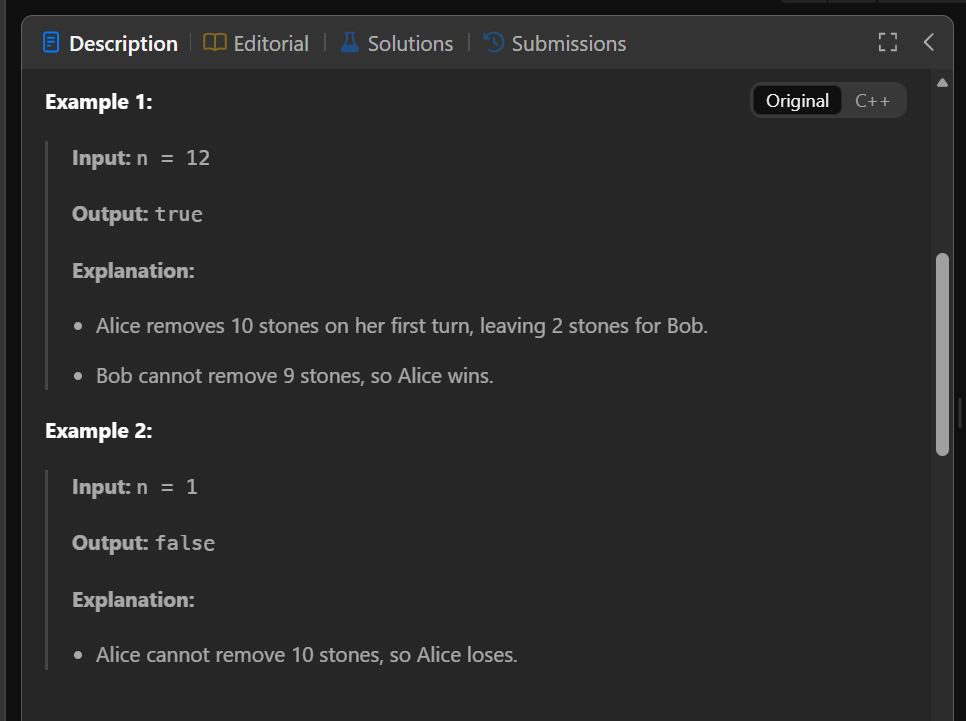 Description | Editorial | Solutions | Submissions
Example 1:
Original C++
Input: n = 12
Output: true
Explanation:
• Alice removes 10 stones on her first turn, leaving 2 stones for Bob.
• Bob cannot remove 9 stones, so Alice wins.
Example 2:
Input: n = 1
Output: false
Explanation:
• Alice cannot remove 10 stones, so Alice loses.